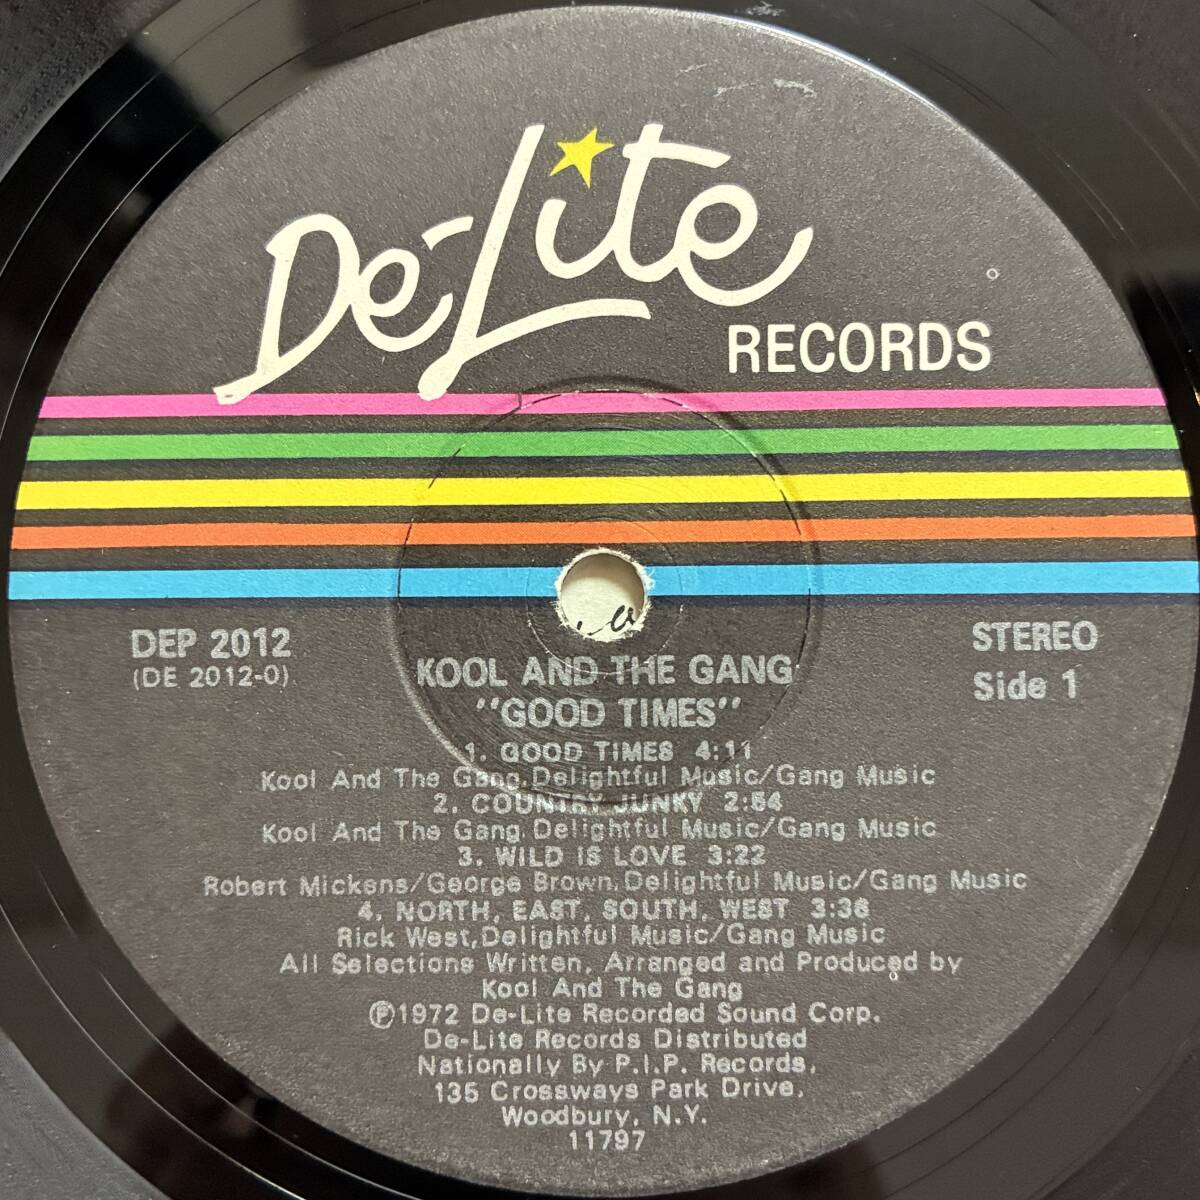 De-Lite
RECORDS
DEP 2012
(DE 2012-0)
STEREO
Side 1
KOOL AND THE GANG
"GOOD TIMES"
1. GOOD TIMES 4:11
Kool And The Gang, Delightful Music/Gang Music
2. COUNTRY JUNKY 2:54
Kool And The Gang, Delightful Music/Gang Music
3. WILD IS LOVE 3:22
Robert Mickens/George Brown, Delightful Music/Gang Music
4. NORTH, EAST, SOUTH, WEST 3:36
Rick West, Delightful Music/Gang Music
All Selections Written, Arranged and Produced by
Kool And The Gang
Ⓟ1972 De-Lite Recorded Sound Corp.
De-Lite Records Distributed
Nationally By P.I.P. Records,
135 Crossways Park Drive,
Woodbury, N.Y.
11797